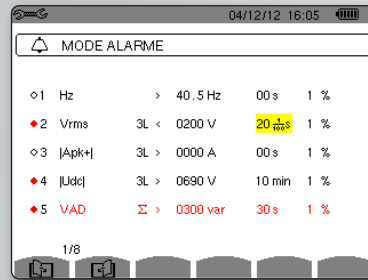 04/12/12 16:05
MODE ALARME
1 Hz > 40.5 Hz 00 s 1 %
2 Vrms 3L < 0200 V 20 1/100 s 1 %
3 |Apk+| 3L > 0000 A 00 s 1 %
4 |Udc| 3L > 0690 V 10 min 1 %
5 VAD Σ > 0300 var 30 s 1 %
1/8